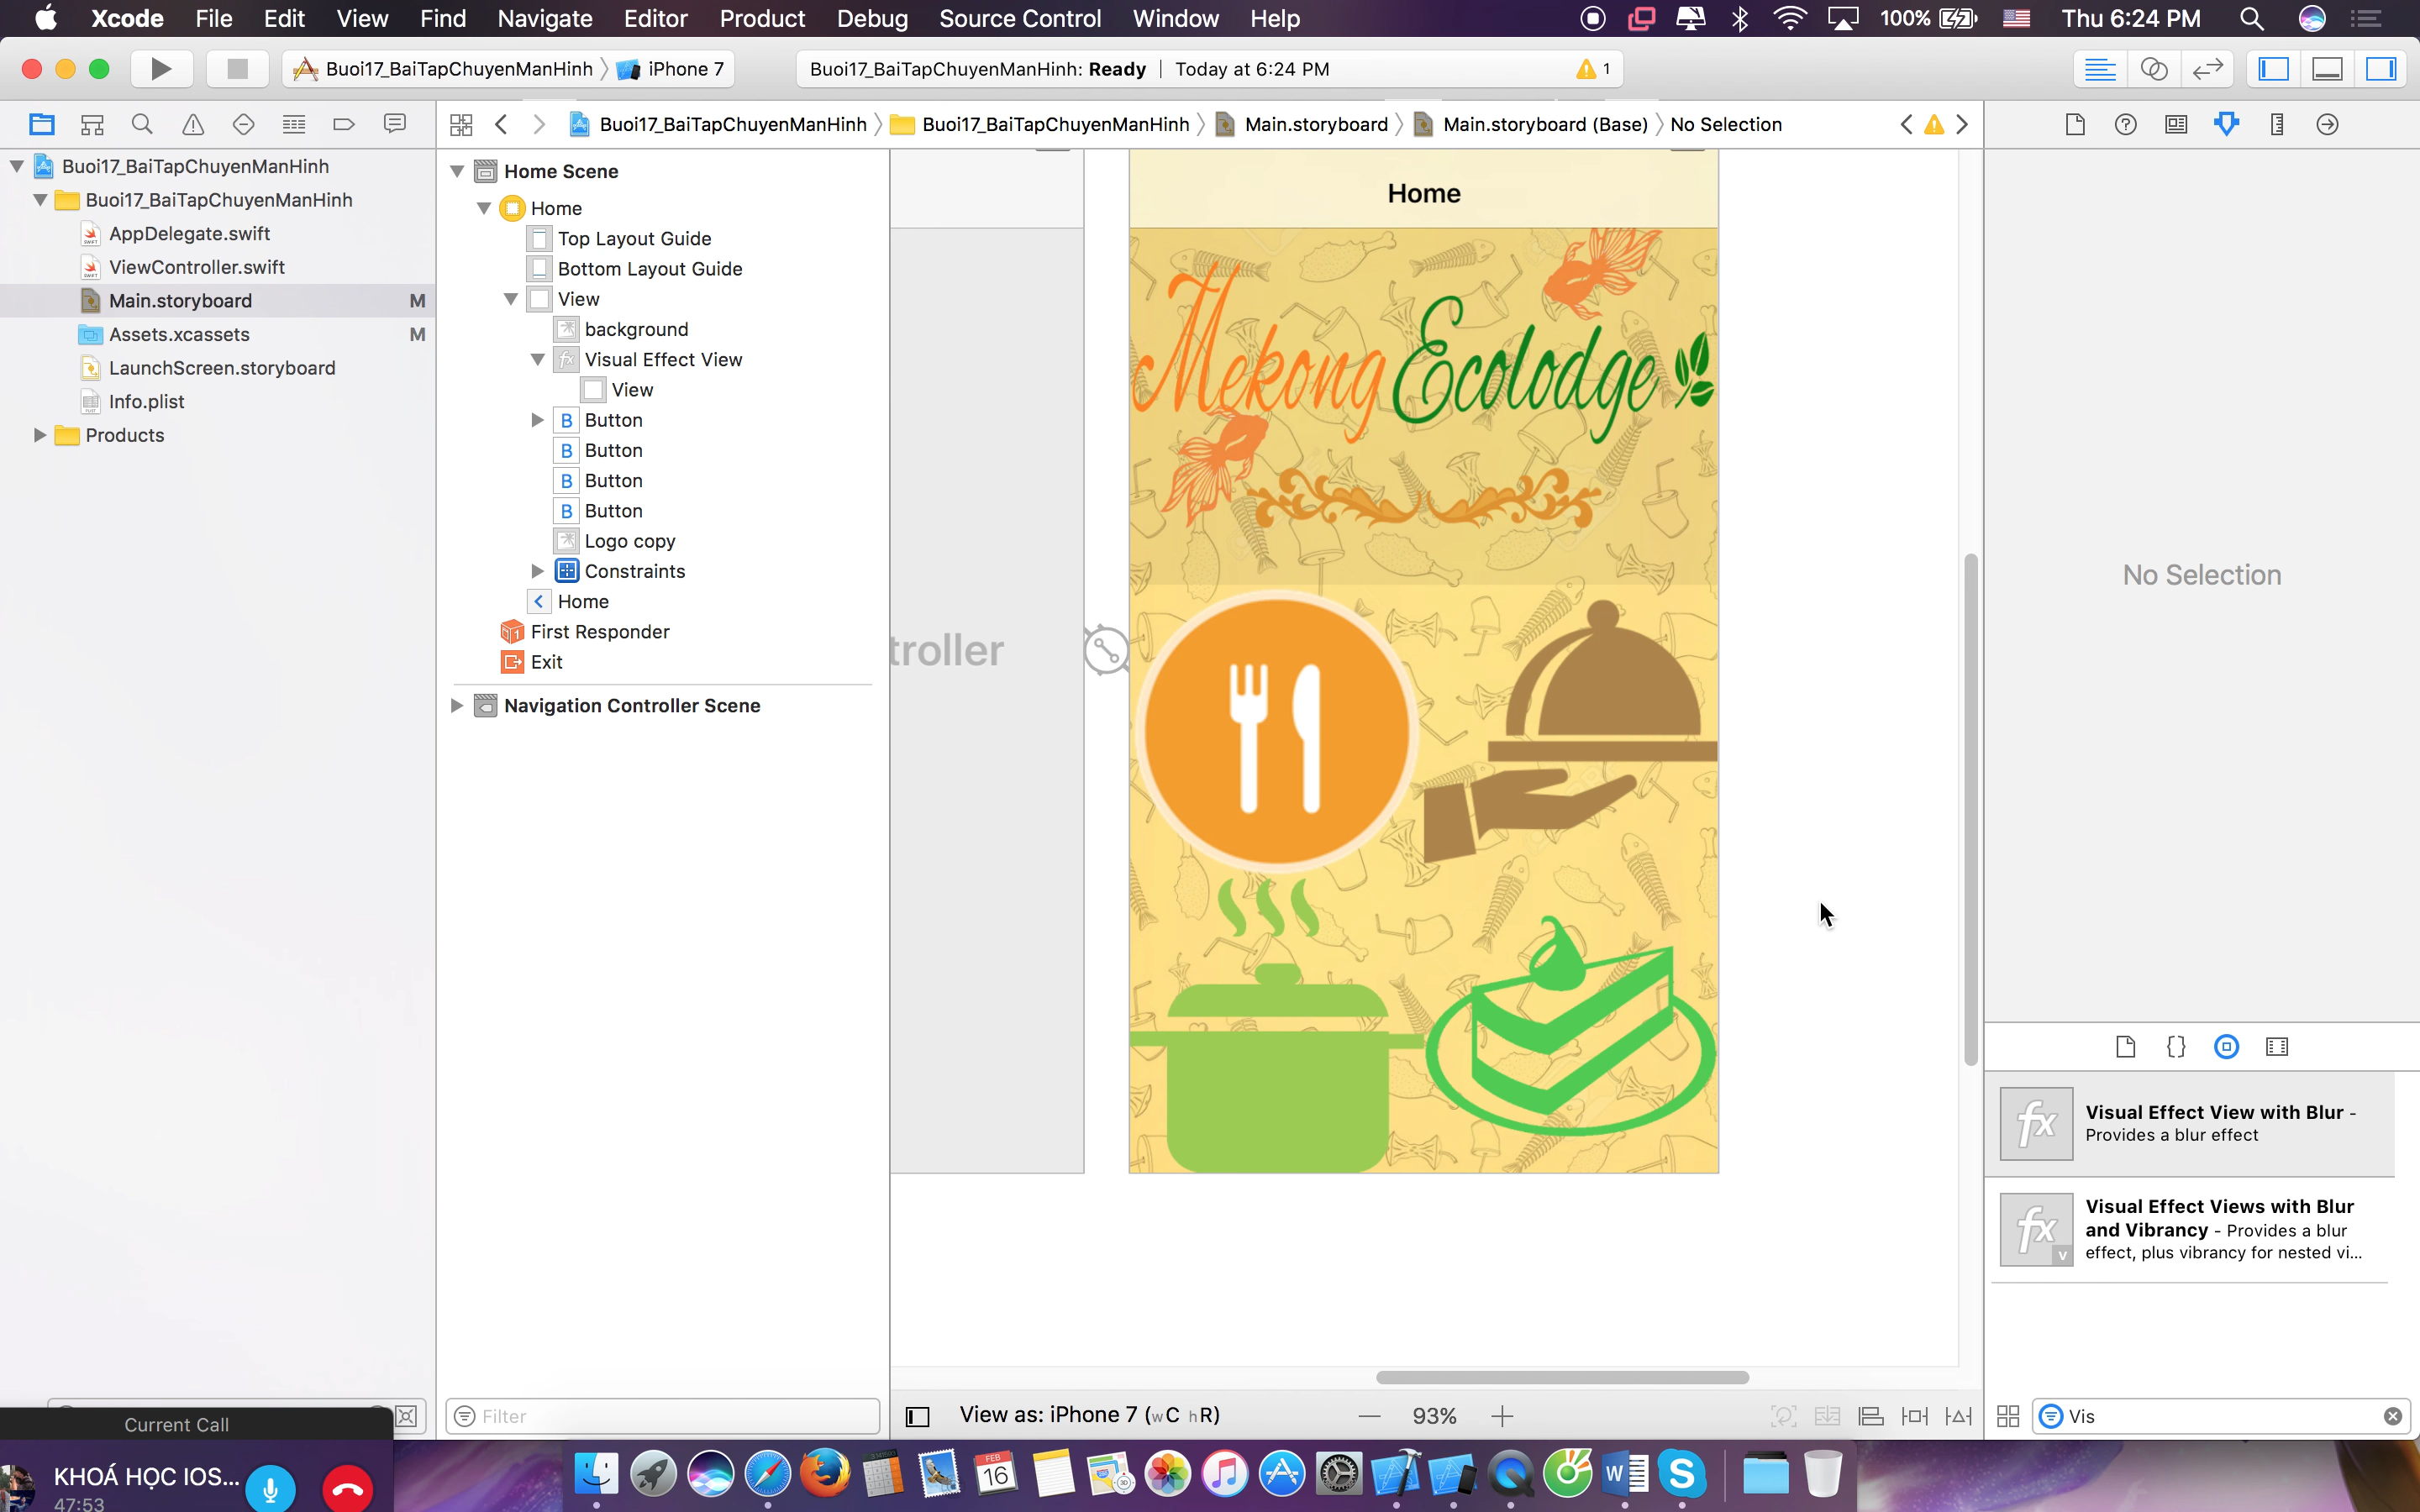 Xcode File Edit View Find Navigate Editor Product Debug Source Control Window Help 100% Thu 6:24 PM
Buoi17_BaiTapChuyenManHinh iPhone 7
Buoi17_BaiTapChuyenManHinh: Ready | Today at 6:24 PM 1
Buoi17_BaiTapChuyenManHinh Buoi17_BaiTapChuyenManHinh Main.storyboard Main.storyboard (Base) No Selection
Buoi17_BaiTapChuyenManHinh
Buoi17_BaiTapChuyenManHinh
AppDelegate.swift
ViewController.swift
Main.storyboard M
Assets.xcassets M
LaunchScreen.storyboard
Info.plist
Products
Home Scene
Home
Top Layout Guide
Bottom Layout Guide
View
background
Visual Effect View
View
B Button
B Button
B Button
B Button
Logo copy
Constraints
Home
First Responder
Exit
Navigation Controller Scene
Filter
troller
Home
Mekong Ecolodge
View as: iPhone 7 (wC hR)
93%
No Selection
Visual Effect View with Blur -
Provides a blur effect
Visual Effect Views with Blur
and Vibrancy - Provides a blur
effect, plus vibrancy for nested vi...
Vis
Current Call
KHOÁ HỌC IOS...
47:53
FEB
16